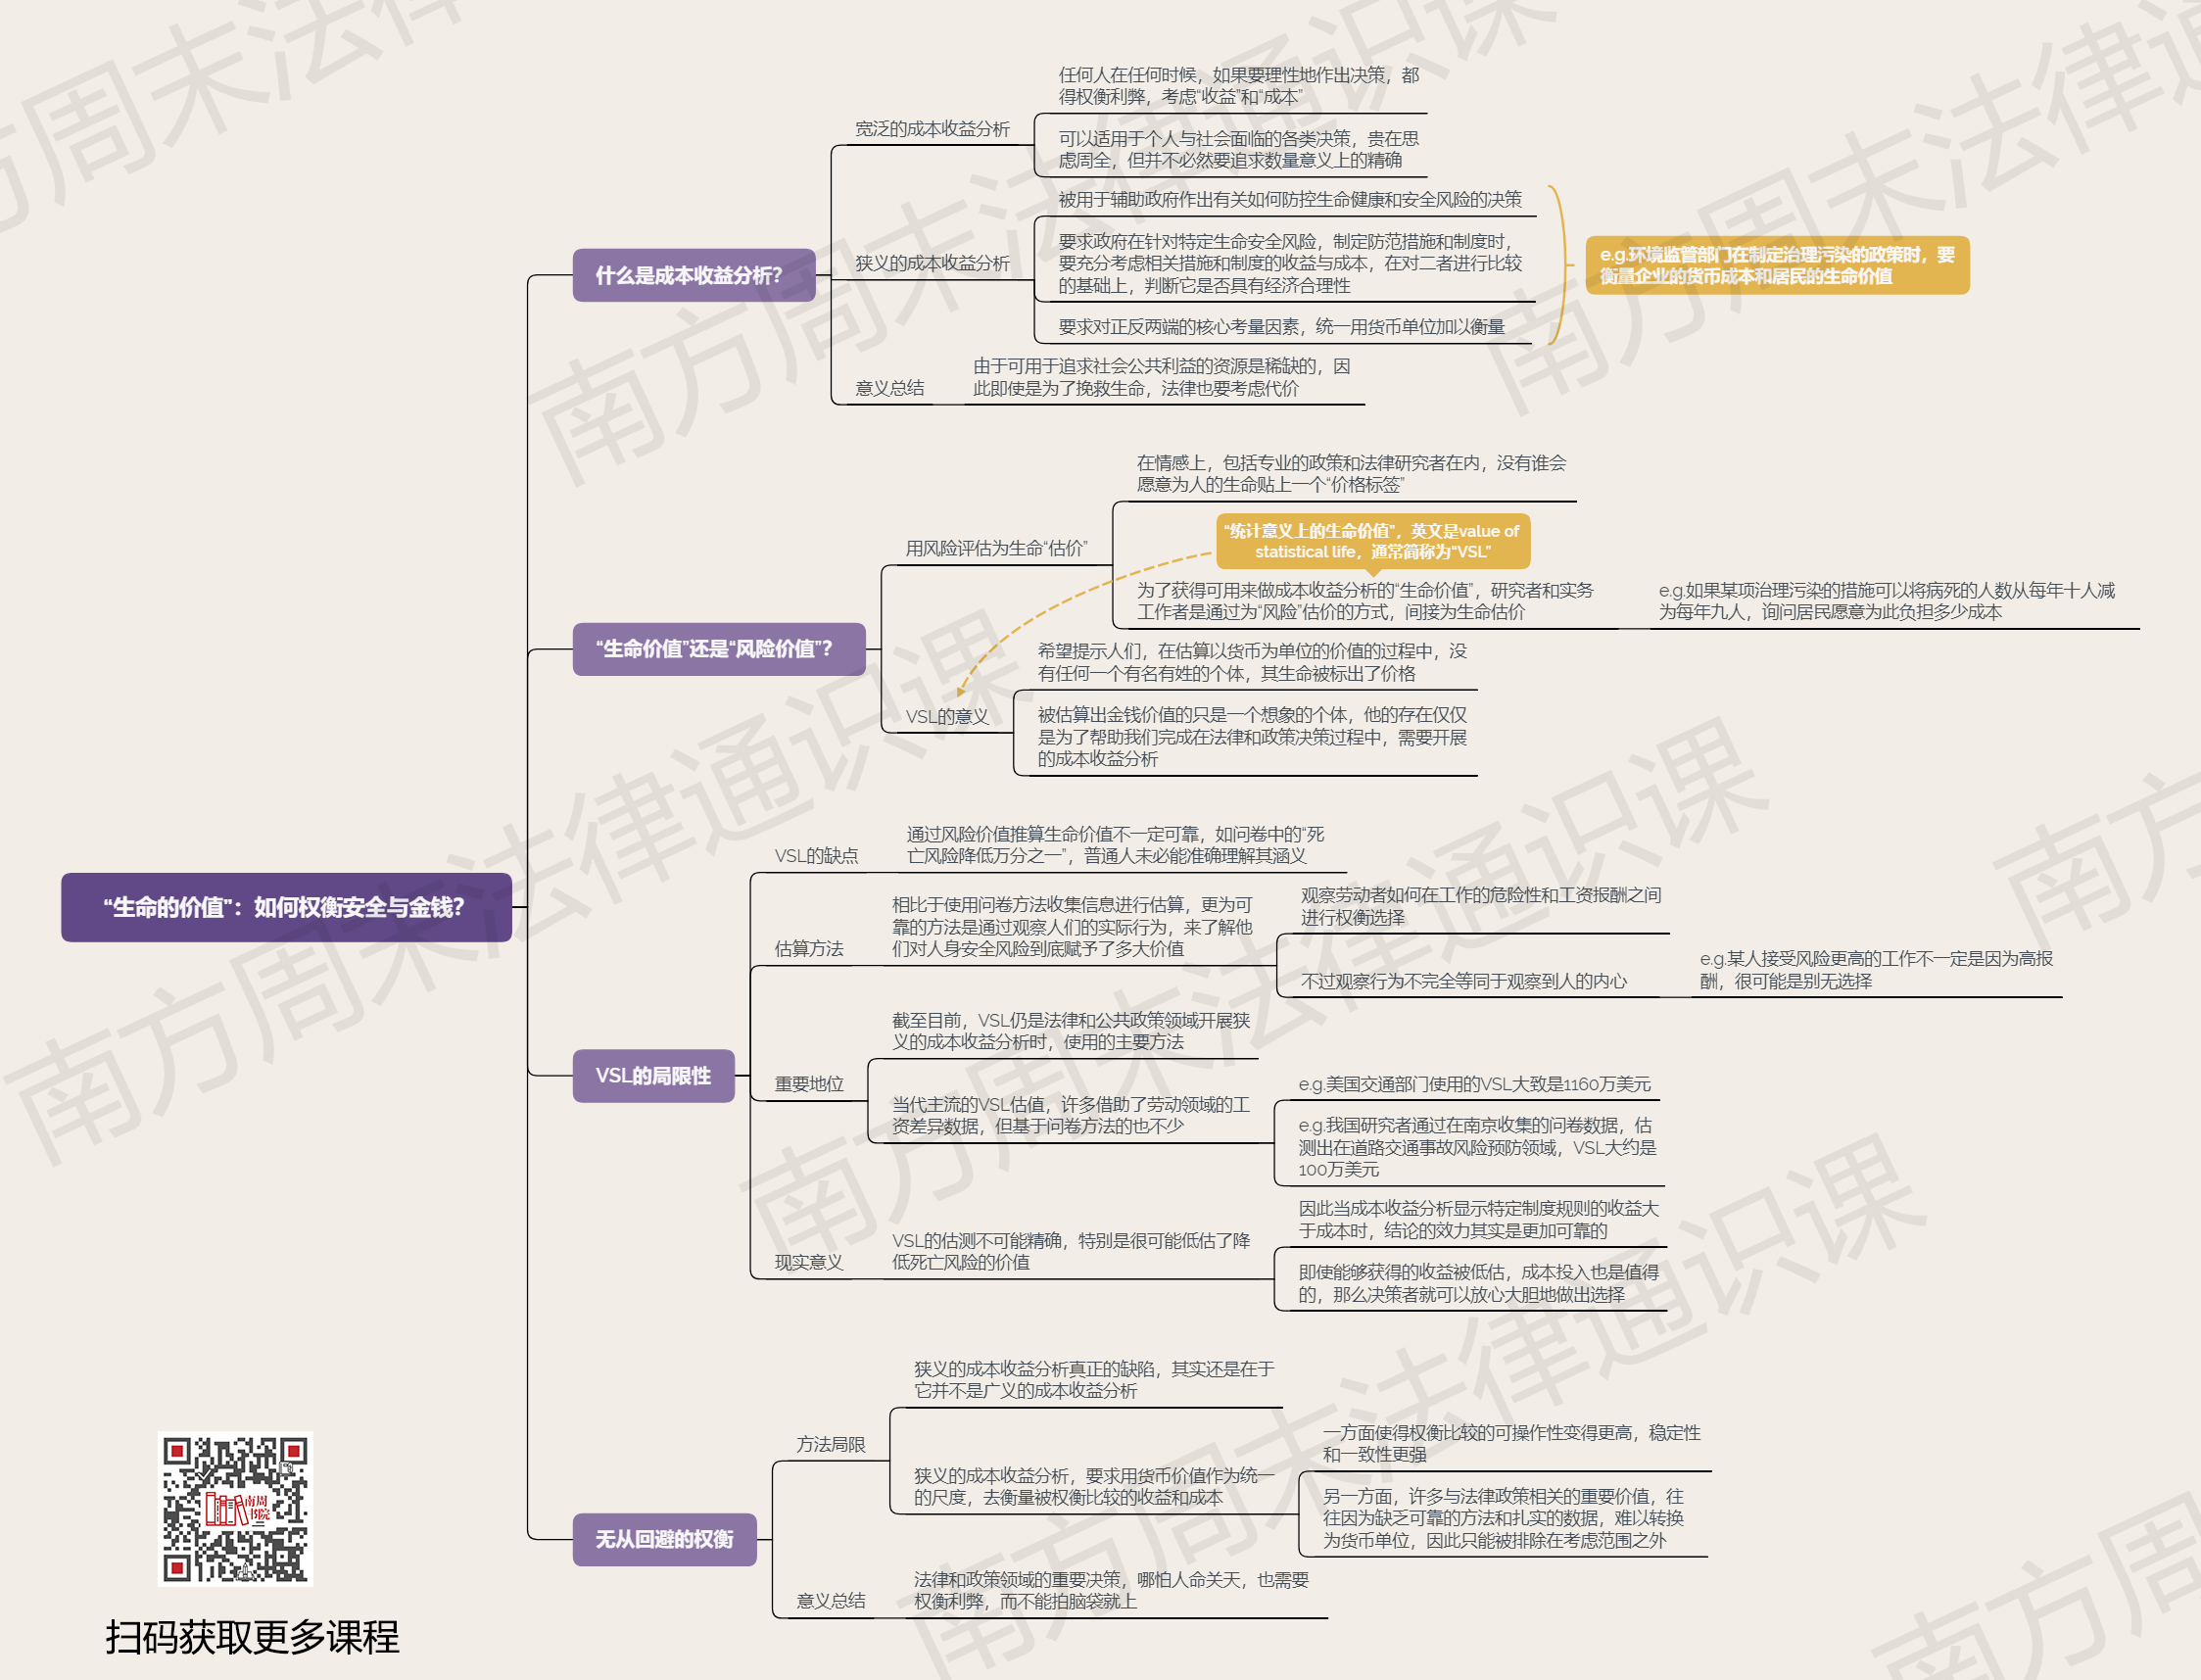 “生命的价值”：如何权衡安全与金钱？
什么是成本收益分析？
宽泛的成本收益分析
任何人在任何时候，如果要理性地作出决策，都
得权衡利弊，考虑“收益”和“成本”
可以适用于个人与社会面临的各类决策，贵在思
虑周全，但并不必然要追求数量意义上的精确
狭义的成本收益分析
被用于辅助政府作出有关如何防控生命健康和安全风险的决策
要求政府在针对特定生命安全风险，制定防范措施和制度时，
要充分考虑相关措施和制度的收益与成本，在对二者进行比较
的基础上，判断它是否具有经济合理性
要求对正反两端的核心考量因素，统一用货币单位加以衡量
e.g.环境监管部门在制定治理污染的政策时，要
衡量企业的货币成本和居民的生命价值
意义总结
由于可用于追求社会公共利益的资源是稀缺的，因
此即使是为了挽救生命，法律也要考虑代价
“生命价值”还是“风险价值”？
用风险评估为生命“估价”
在情感上，包括专业的政策和法律研究者在内，没有谁会
愿意为人的生命贴上一个“价格标签”
“统计意义上的生命价值”，英文是value of
statistical life，通常简称为“VSL”
为了获得可用来做成本收益分析的“生命价值”，研究者和实务
工作者是通过为“风险”估价的方式，间接为生命估价
e.g.如果某项治理污染的措施可以将病死的人数从每年十人减
为每年九人，询问居民愿意为此负担多少成本
VSL的意义
希望提示人们，在估算以货币为单位的价值的过程中，没
有任何一个有名有姓的个体，其生命被标出了价格
被估算出金钱价值的只是一个想象的个体，他的存在仅仅
是为了帮助我们完成在法律和政策决策过程中，需要开展
的成本收益分析
VSL的局限性
VSL的缺点
通过风险价值推算生命价值不一定可靠，如问卷中的“死
亡风险降低万分之一”，普通人未必能准确理解其涵义
估算方法
相比于使用问卷方法收集信息进行估算，更为可
靠的方法是通过观察人们的实际行为，来了解他
们对人身安全风险到底赋予了多大价值
观察劳动者如何在工作的危险性和工资报酬之间
进行权衡选择
不过观察行为不完全等同于观察到人的内心
e.g.某人接受风险更高的工作不一定是因为高报
酬，很可能是别无选择
重要地位
截至目前，VSL仍是法律和公共政策领域开展狭
义的成本收益分析时，使用的主要方法
当代主流的VSL估值，许多借助了劳动领域的工
资差异数据，但基于问卷方法的也不少
e.g.美国交通部门使用的VSL大致是1160万美元
e.g.我国研究者通过在南京收集的问卷数据，估
测出在道路交通事故风险预防领域，VSL大约是
100万美元
现实意义
VSL的估测不可能精确，特别是很可能低估了降
低死亡风险的价值
因此当成本收益分析显示特定制度规则的收益大
于成本时，结论的效力其实是更加可靠的
即使能够获得的收益被低估，成本投入也是值得
的，那么决策者就可以放心大胆地做出选择
无从回避的权衡
方法局限
狭义的成本收益分析真正的缺陷，其实还是在于
它并不是广义的成本收益分析
狭义的成本收益分析，要求用货币价值作为统一
的尺度，去衡量被权衡比较的收益和成本
一方面使得权衡比较的可操作性变得更高，稳定性
和一致性更强
另一方面，许多与法律政策相关的重要价值，往
往因为缺乏可靠的方法和扎实的数据，难以转换
为货币单位，因此只能被排除在考虑范围之外
意义总结
法律和政策领域的重要决策，哪怕人命关天，也需要
权衡利弊，而不能拍脑袋就上
南周
书院
扫码获取更多课程
南方周末法律通识课